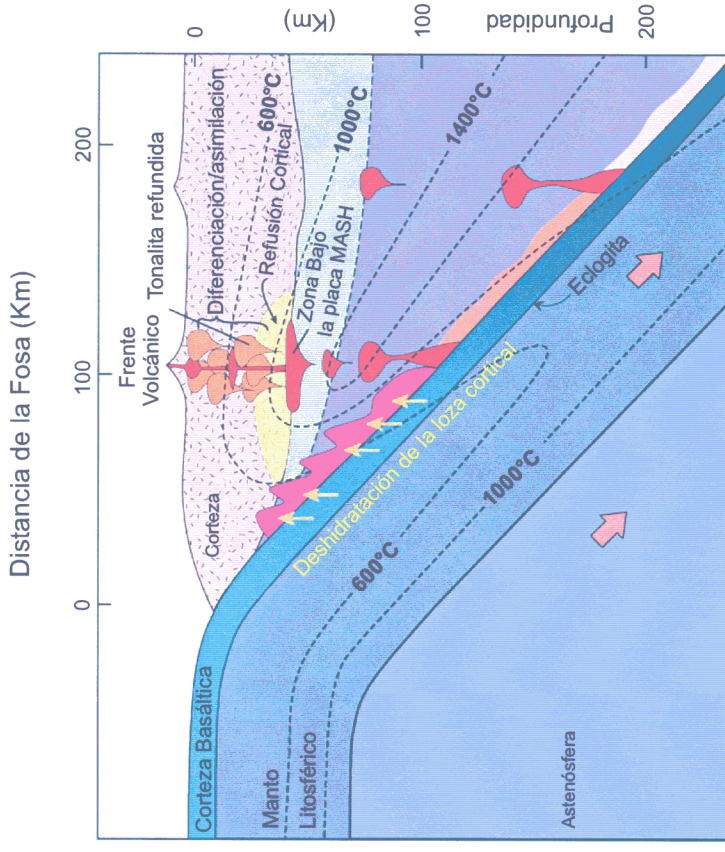 Distancia de la Fosa (Km)
0
100
200
Frente
Volcánico
Tonalita refundida
Diferenciación/asimilación
Refusión Cortical
600°C
1000°C
1400°C
Zona Bajo
la placa MASH
Corteza
Corteza Basáltica
Manto
Litosférico
Deshidratación de la loza cortical
Eclogita
600°C
1000°C
Astenósfera
0
100
200
(Km)
Profundidad